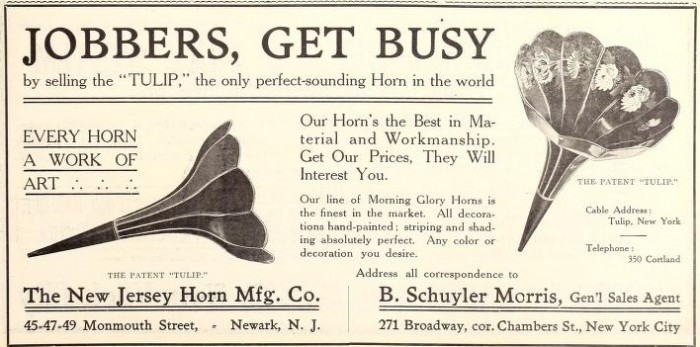 JOBBERS, GET BUSY
by selling the "TULIP," the only perfect-sounding Horn in the world
EVERY HORN
A WORK OF
ART ∴ ∴ ∴
THE PATENT "TULIP."
Our Horn's the Best in Ma-
terial and Workmanship.
Get Our Prices, They Will
Interest You.
Our line of Morning Glory Horns is
the finest in the market. All decora-
tions hand-painted; striping and shad-
ing absolutely perfect. Any color or
decoration you desire.
THE PATENT "TULIP."
Cable Address:
Tulip, New York
Telephone:
350 Cortland
Address all correspondence to
The New Jersey Horn Mfg. Co.
45-47-49 Monmouth Street, - Newark, N. J.
B. Schuyler Morris, Gen'l Sales Agent
271 Broadway, cor. Chambers St., New York City